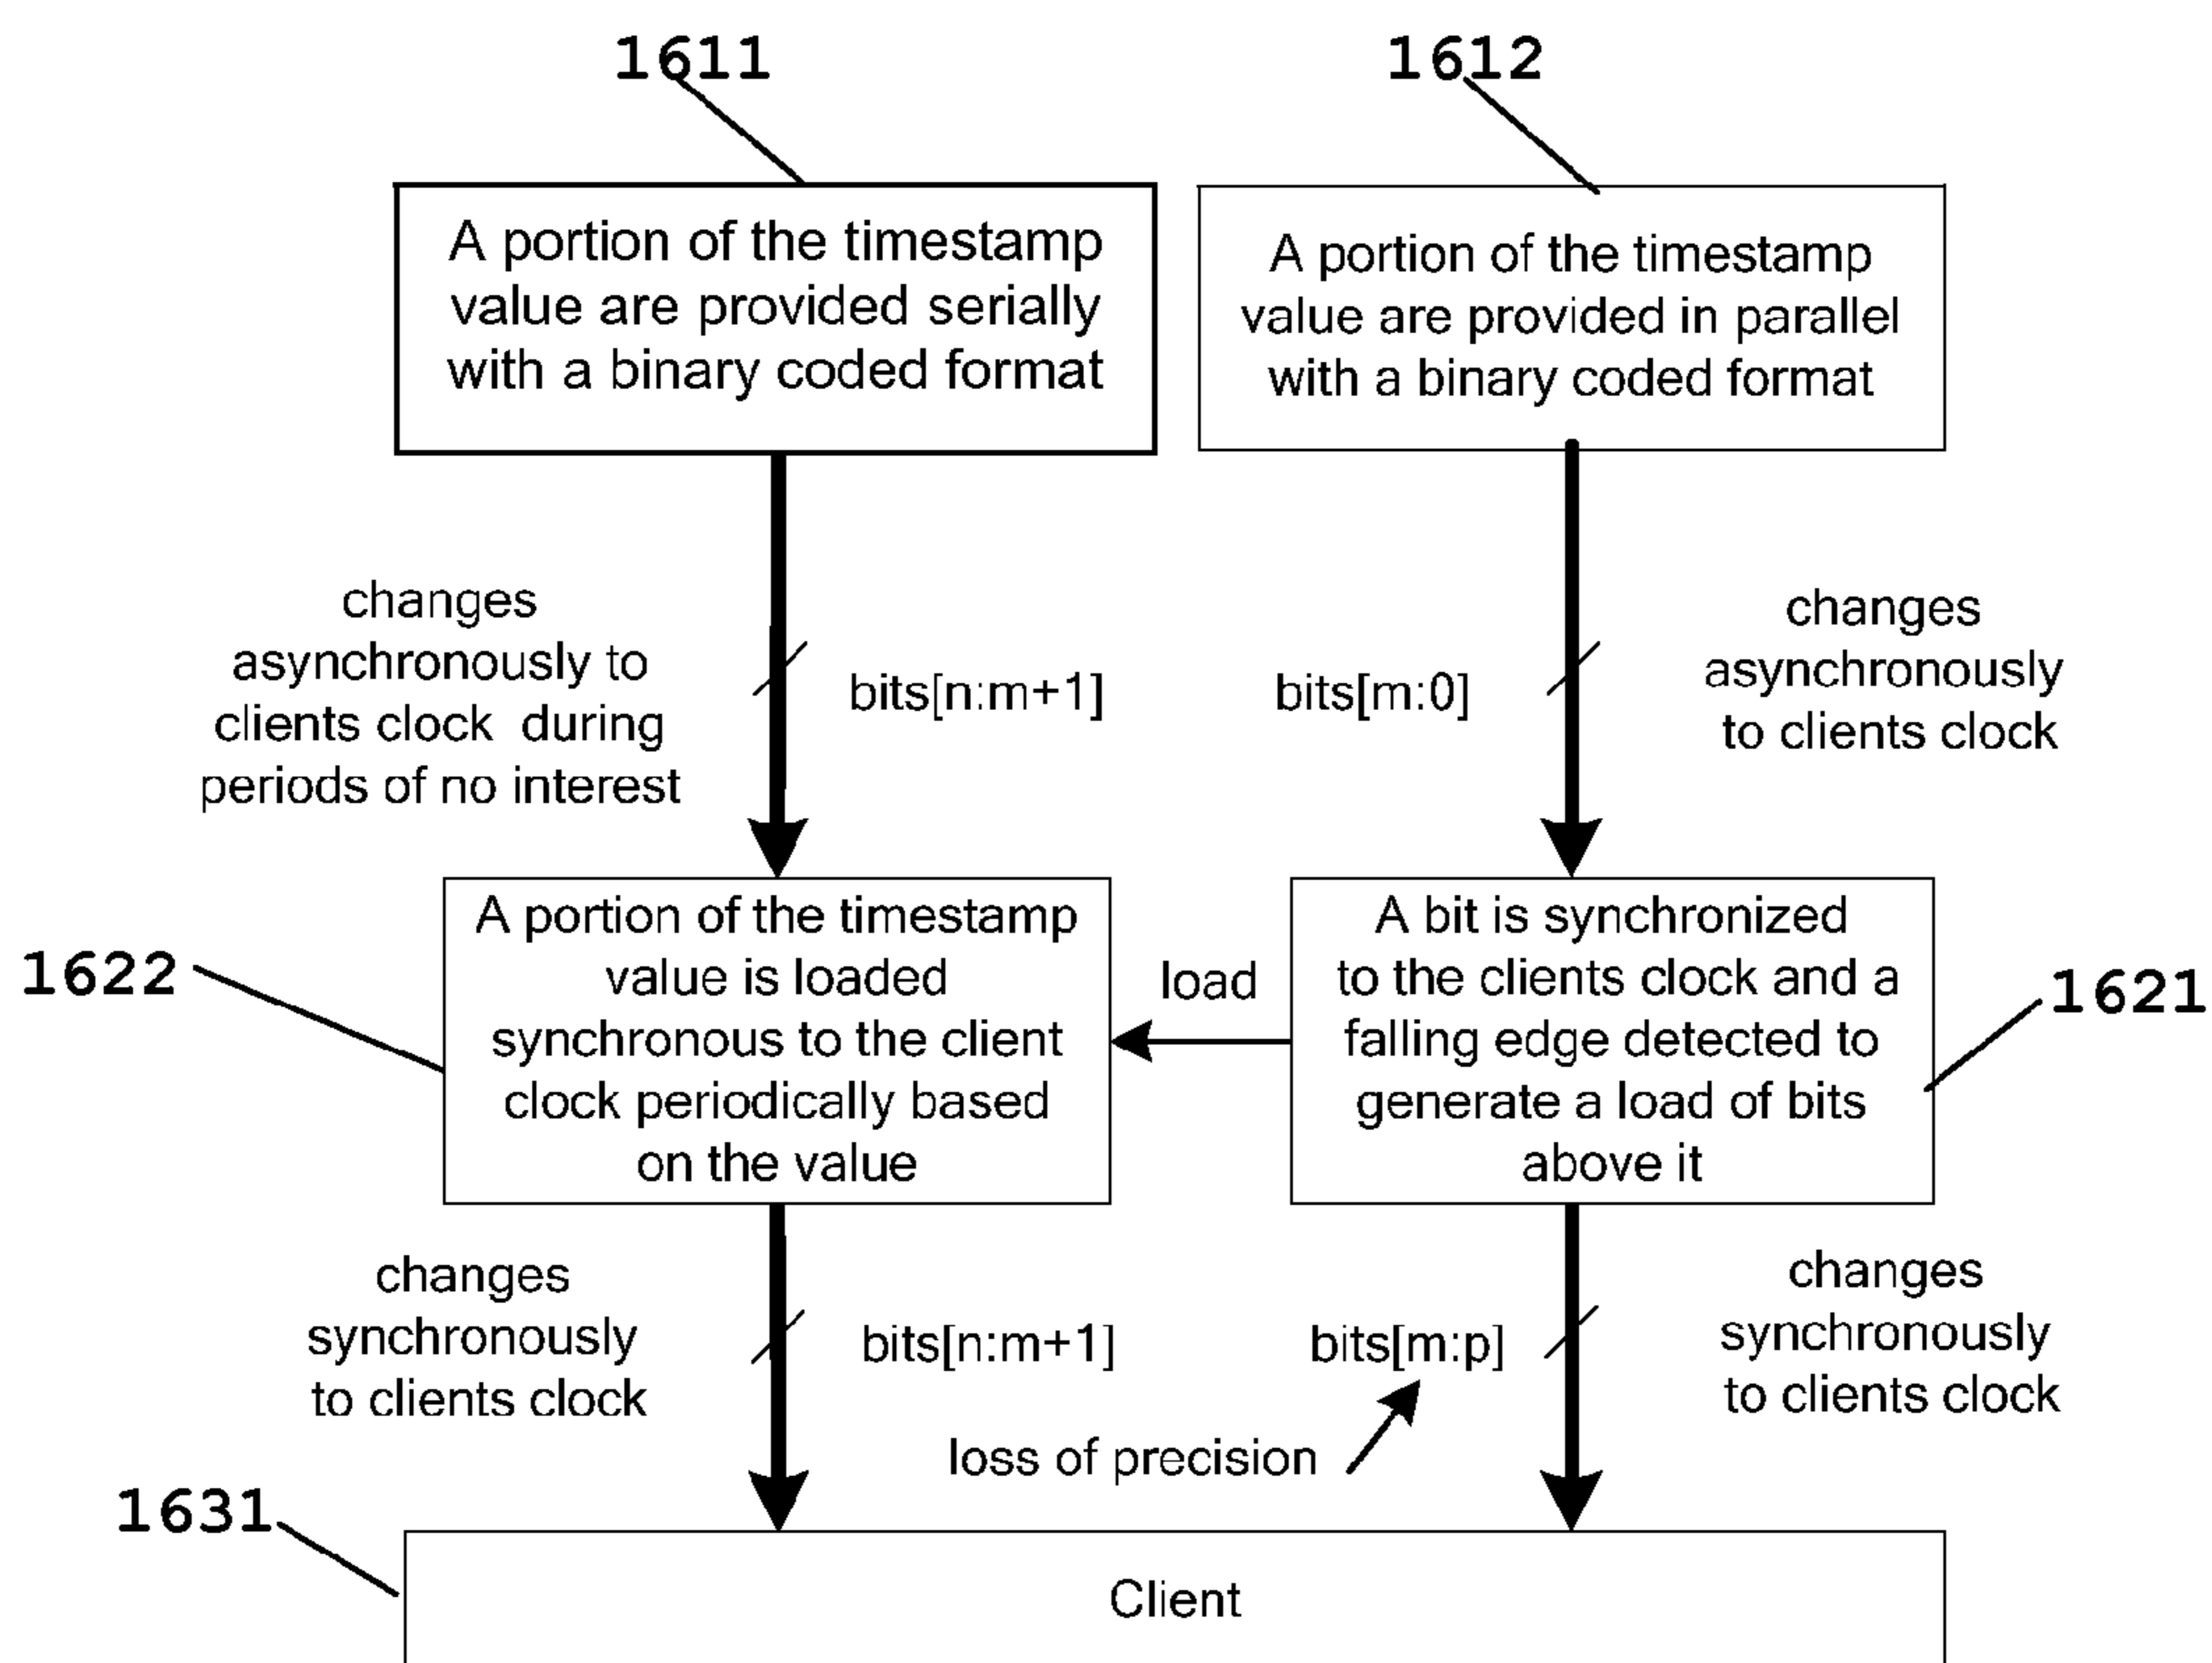 1611
1612
A portion of the timestamp
value are provided serially
with a binary coded format
A portion of the timestamp
value are provided in parallel
with a binary coded format
changes
asynchronously to
clients clock during
periods of no interest
bits[n:m+1]
bits[m:0]
changes
asynchronously
to clients clock
1622
A portion of the timestamp
value is loaded
synchronous to the client
clock periodically based
on the value
load
A bit is synchronized
to the clients clock and a
falling edge detected to
generate a load of bits
above it
1621
changes
synchronously
to clients clock
bits[n:m+1]
bits[m:p]
loss of precision
changes
synchronously
to clients clock
1631
Client